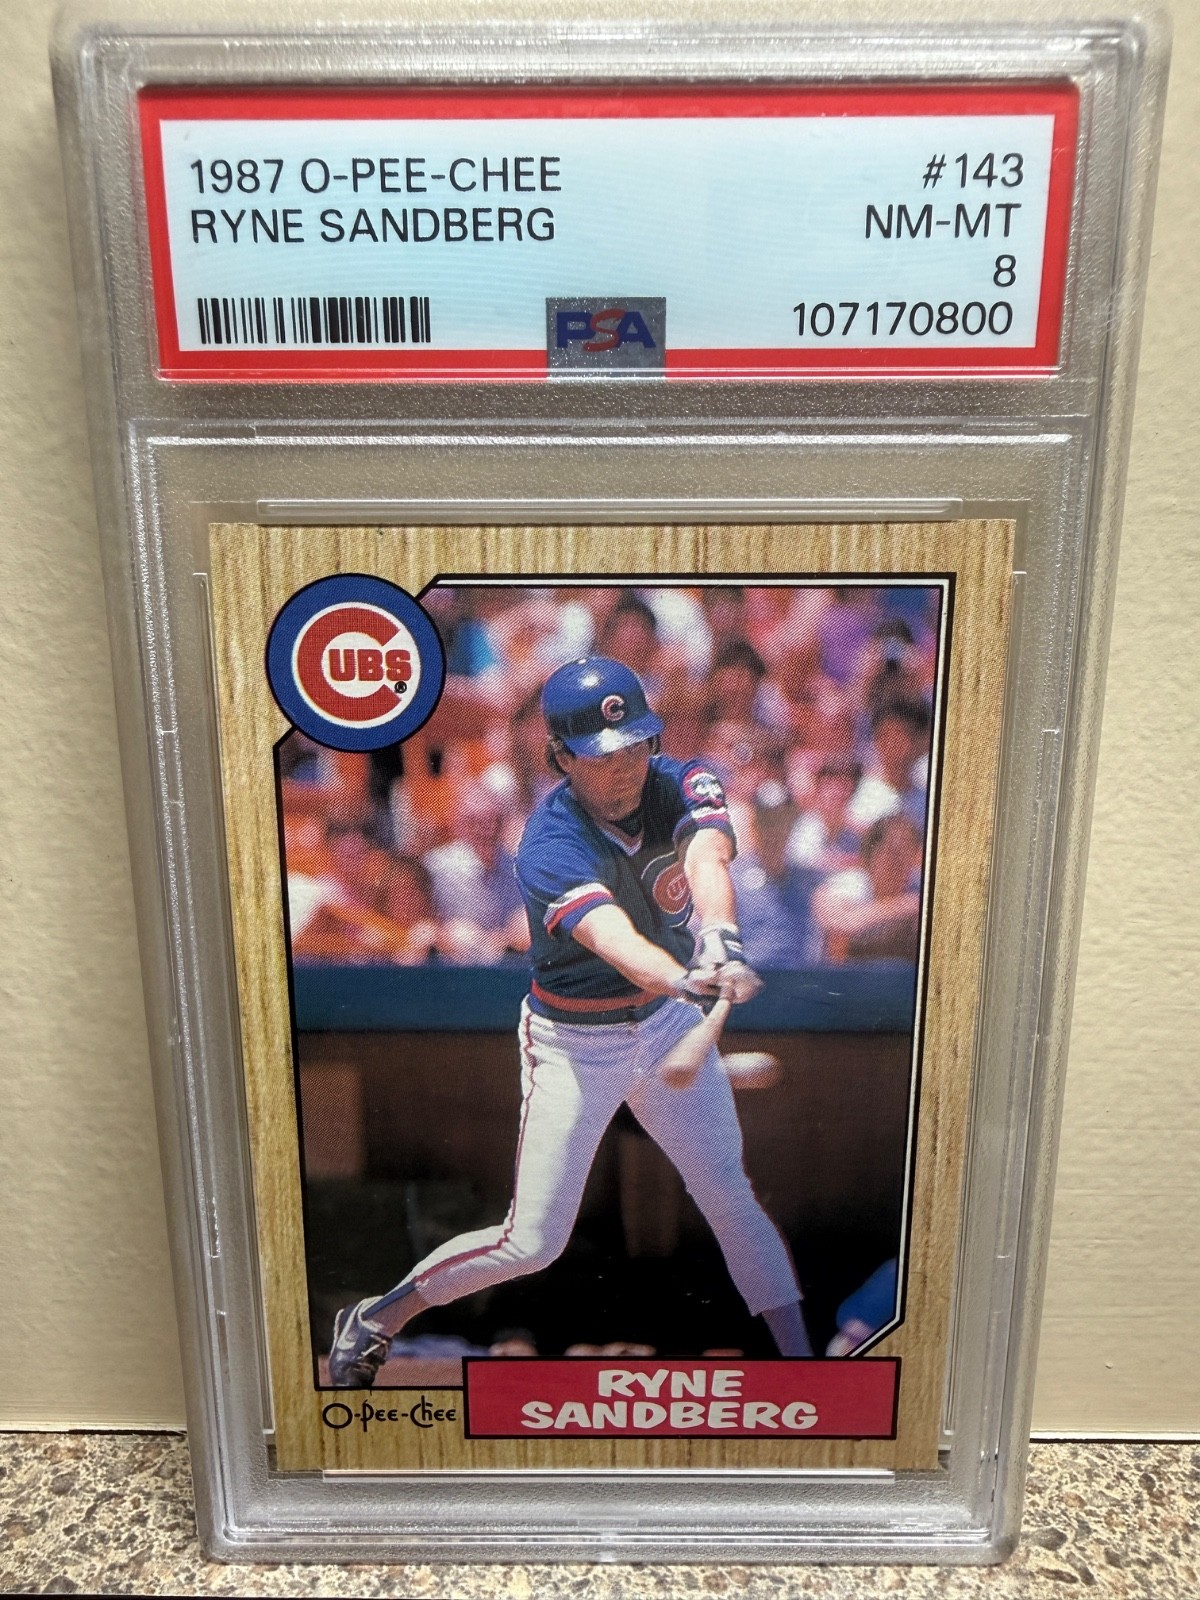 1987 O-PEE-CHEE #143
RYNE SANDBERG NM-MT
8
PSA 107170800
CUBS ®
C
O-Pee-Chee
RYNE
SANDBERG